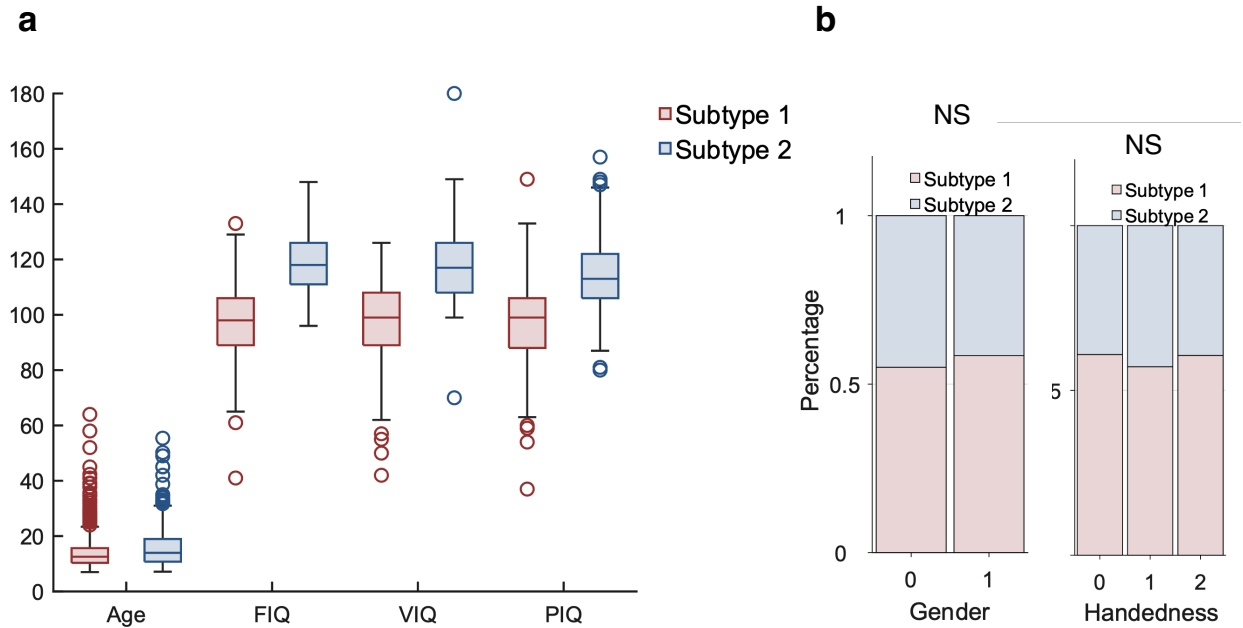 a
180
160
140
120
100
80
60
40
20
0
Age FIQ VIQ PIQ
Subtype 1
Subtype 2
b
NS
NS
Subtype 1
Subtype 2
Subtype 1
Subtype 2
Percentage
1
0.5
0
0 1
Gender
5
0 1 2
Handedness